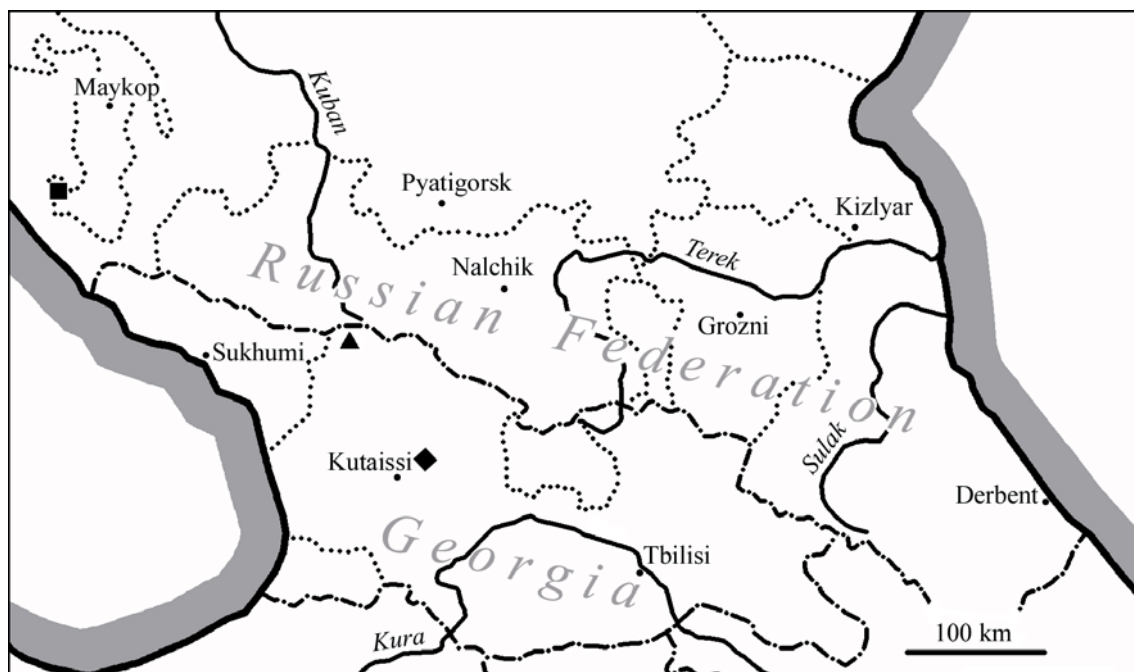 Maykop
Kuban
Pyatigorsk
Kizlyar
Terek
Nalchik
Russian Federation
Grozni
Sukhumi
Sulak
Kutaissi
Derbent
Georgia
Tbilisi
Kura
100 km